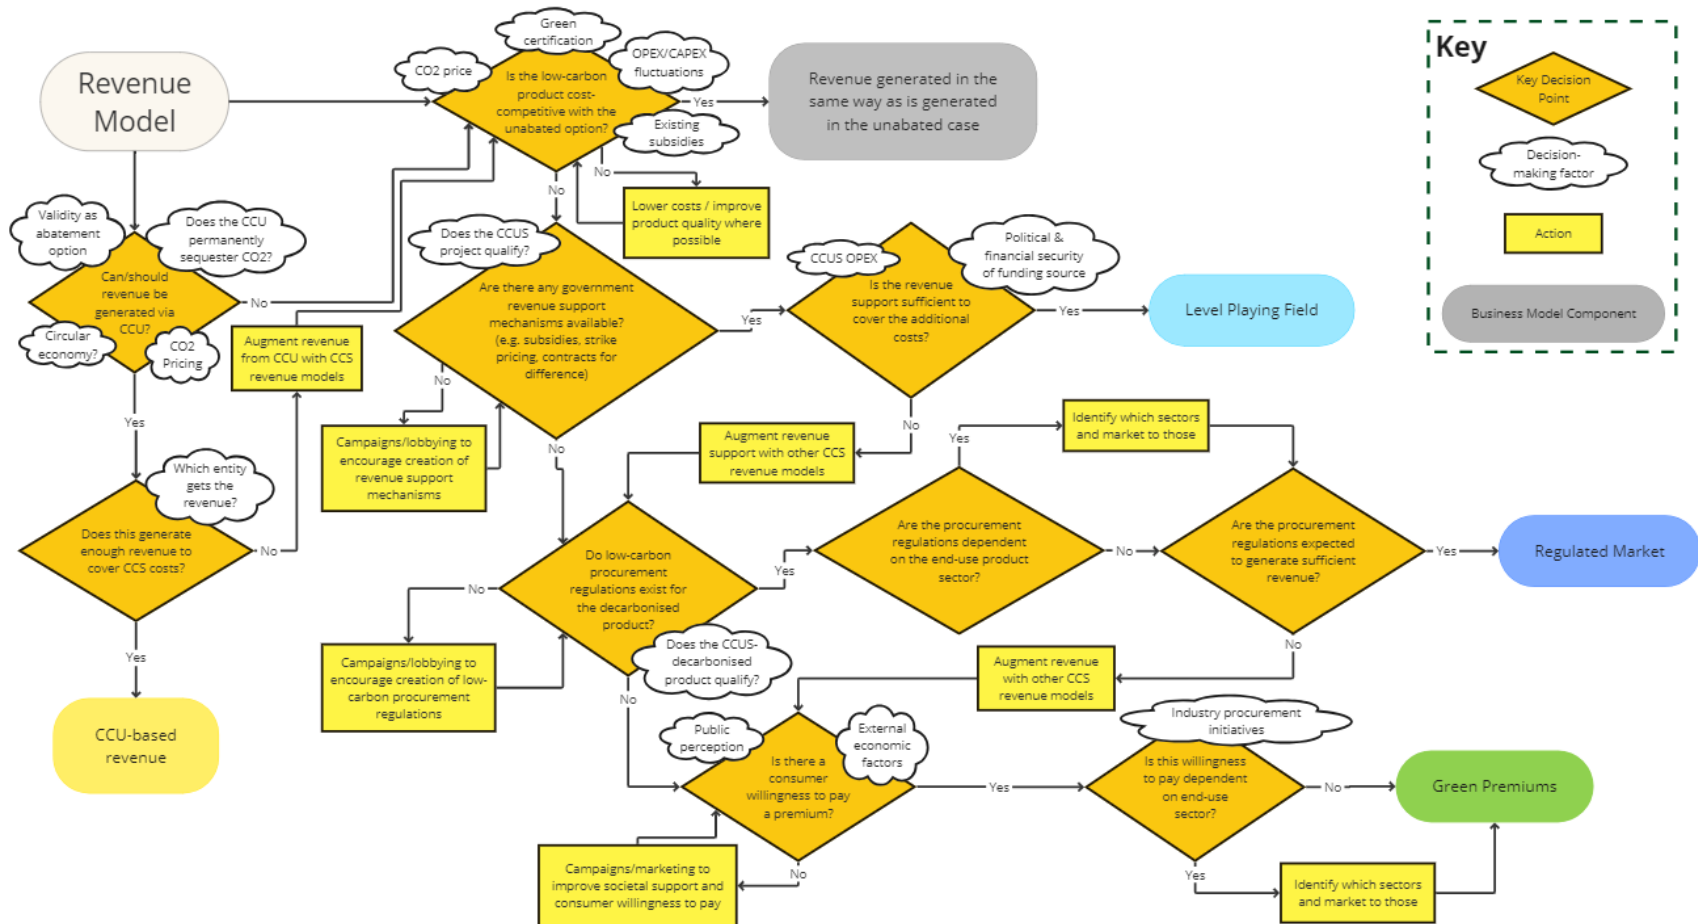 Revenue
Model
CO2 price
Green
certification
OPEX/CAPEX
fluctuations
Existing
subsidies
Is the low-carbon
product cost-
competitive with the
unabated option?
Yes
Revenue generated in the
same way as is generated
in the unabated case
No
No
Lower costs / improve
product quality where
possible
Key
Key Decision
Point
Decision-
making factor
Action
Business Model Component
Validity as
abatement
option
Does the CCU
permanently
sequester CO2?
Can/should
revenue be
generated via
CCU?
Circular
economy?
CO2
Pricing
No
Yes
Augment revenue
from CCU with CCS
revenue models
Does the CCUS
project qualify?
Are there any government
revenue support
mechanisms available?
(e.g. subsidies, strike
pricing, contracts for
difference)
Yes
No
No
Campaigns/lobbying to
encourage creation of
revenue support
mechanisms
CCUS OPEX
Political &
financial security
of funding source
Is the revenue
support sufficient to
cover the additional
costs?
Yes
Level Playing Field
No
Augment revenue
support with other CCS
revenue models
Which entity
gets the
revenue?
Does this generate
enough revenue to
cover CCS costs?
No
Yes
CCU-based
revenue
Do low-carbon
procurement
regulations exist for
the decarbonised
product?
Does the CCUS-
decarbonised
product qualify?
Yes
No
No
Campaigns/lobbying to
encourage creation of low-
carbon procurement
regulations
Are the procurement
regulations dependent
on the end-use product
sector?
Yes
Identify which sectors
and market to those
No
Are the procurement
regulations expected
to generate sufficient
revenue?
Yes
Regulated Market
No
Augment revenue
with other CCS
revenue models
Public
perception
External
economic
factors
Is there a
consumer
willingness to pay
a premium?
Yes
No
Campaigns/marketing to
improve societal support and
consumer willingness to pay
Industry procurement
initiatives
Is this willingness
to pay dependent
on end-use
sector?
No
Green Premiums
Yes
Identify which sectors
and market to those